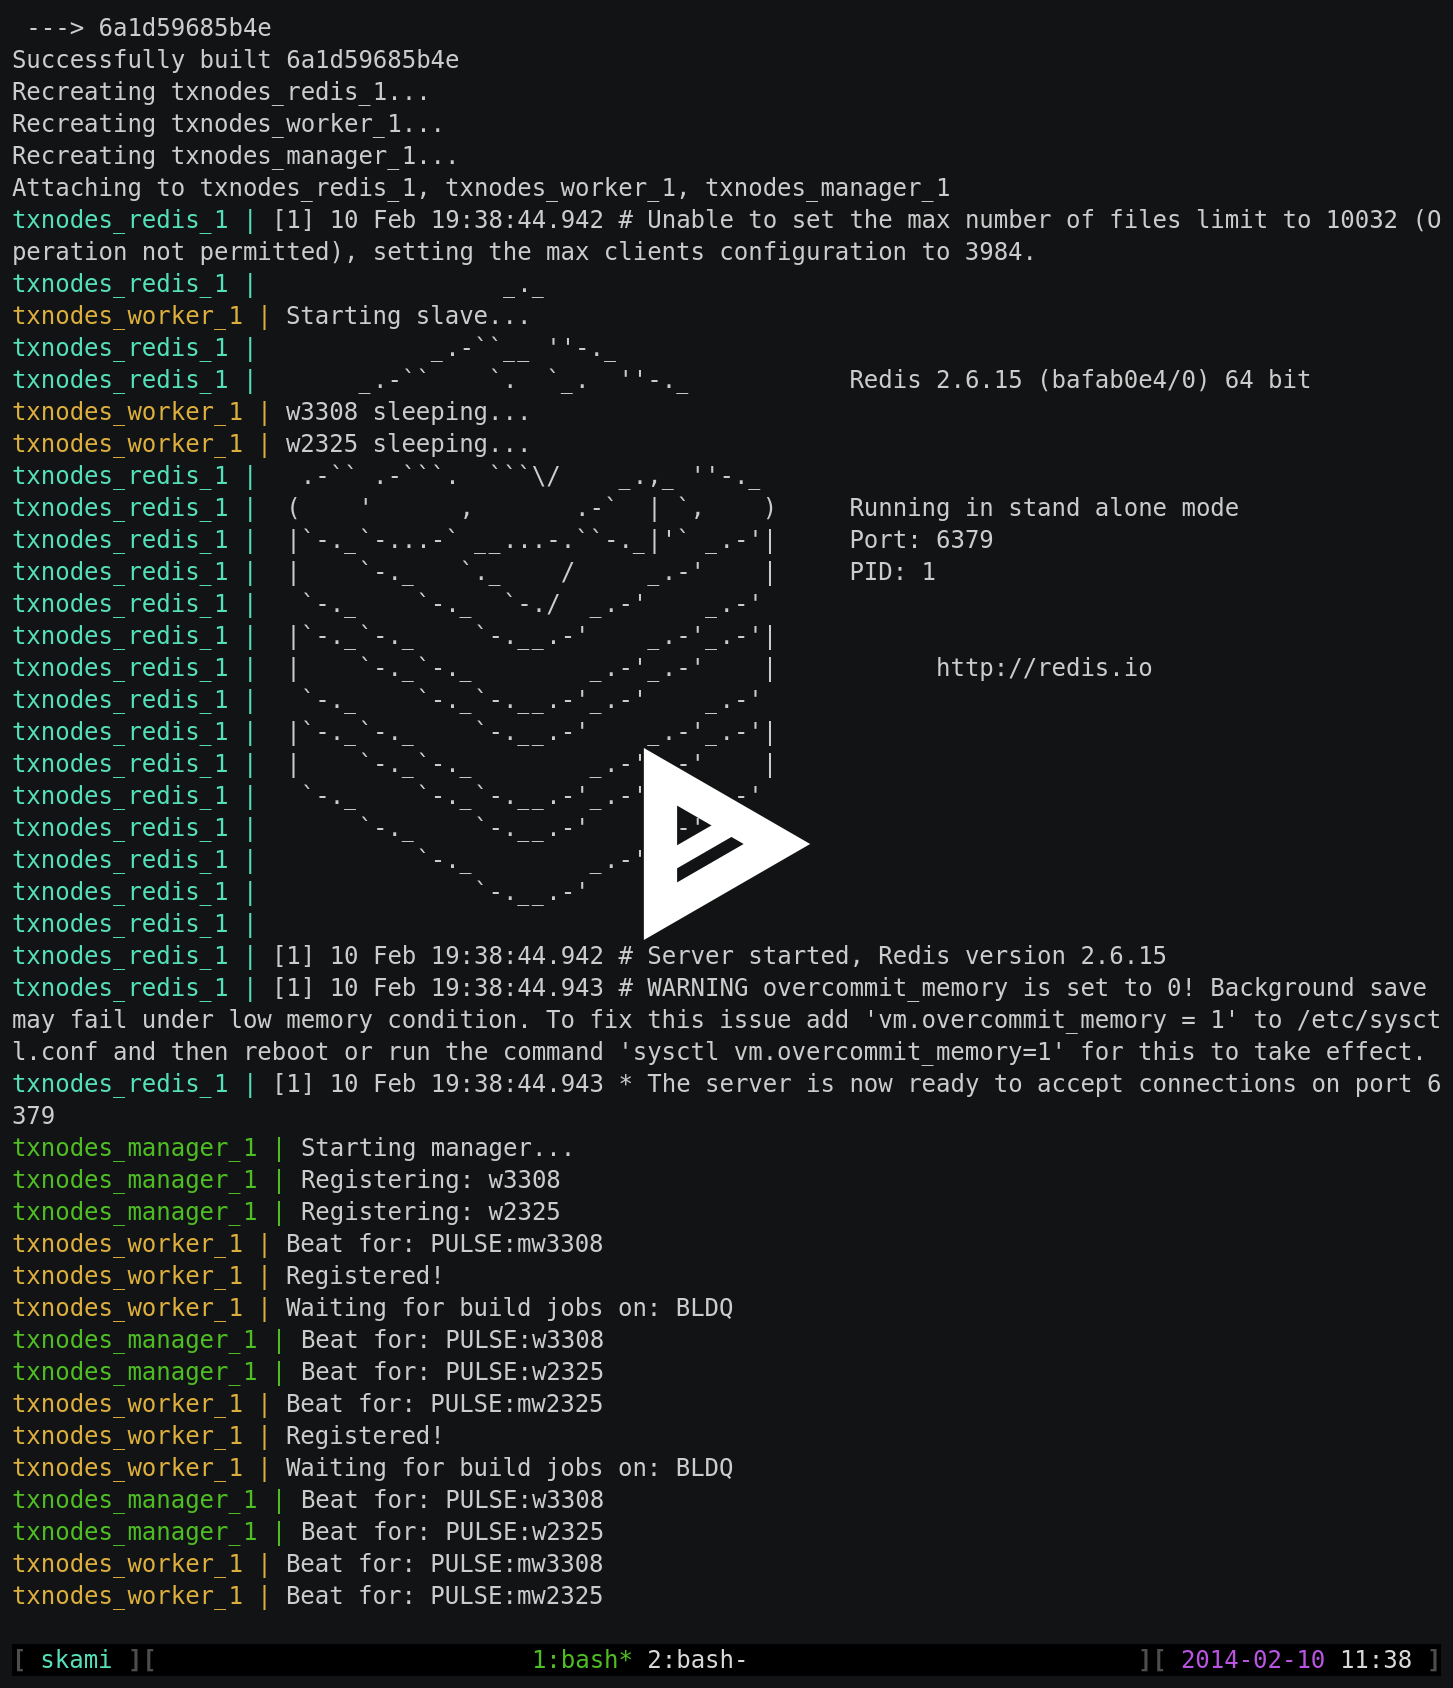 ---> 6a1d59685b4e
Successfully built 6a1d59685b4e
Recreating txnodes_redis_1...
Recreating txnodes_worker_1...
Recreating txnodes_manager_1...
Attaching to txnodes_redis_1, txnodes_worker_1, txnodes_manager_1
txnodes_redis_1 | [1] 10 Feb 19:38:44.942 # Unable to set the max number of files limit to 10032 (O
peration not permitted), setting the max clients configuration to 3984.
txnodes_redis_1 |                 _._
txnodes_worker_1 | Starting slave...
txnodes_redis_1 |            _.-``__ ''-._
txnodes_redis_1 |       _.-``    `.  `_.  ''-._           Redis 2.6.15 (bafab0e4/0) 64 bit
txnodes_worker_1 | w3308 sleeping...
txnodes_worker_1 | w2325 sleeping...
txnodes_redis_1 |   .-`` .-```.  ```\/    _.,_ ''-._
txnodes_redis_1 |  (    '      ,       .-`  | `,    )     Running in stand alone mode
txnodes_redis_1 |  |`-._`-...-` __...-.``-._|'` _.-'|     Port: 6379
txnodes_redis_1 |  |    `-._   `._    /     _.-'    |     PID: 1
txnodes_redis_1 |   `-._    `-._  `-./  _.-'    _.-'
txnodes_redis_1 |  |`-._`-._    `-.__.-'    _.-'_.-'|
txnodes_redis_1 |  |    `-._`-._        _.-'_.-'    |           http://redis.io
txnodes_redis_1 |   `-._    `-._`-.__.-'_.-'    _.-'
txnodes_redis_1 |  |`-._`-._    `-.__.-'    _.-'_.-'|
txnodes_redis_1 |  |    `-._`-._        _.-'  .-'    |
txnodes_redis_1 |   `-._    `-._`-.__.-'_.-'      -'
txnodes_redis_1 |       `-._    `-.__.-'      -'
txnodes_redis_1 |           `-._        _.-'
txnodes_redis_1 |               `-.__.-'
txnodes_redis_1 |
txnodes_redis_1 | [1] 10 Feb 19:38:44.942 # Server started, Redis version 2.6.15
txnodes_redis_1 | [1] 10 Feb 19:38:44.943 # WARNING overcommit_memory is set to 0! Background save
may fail under low memory condition. To fix this issue add 'vm.overcommit_memory = 1' to /etc/sysct
l.conf and then reboot or run the command 'sysctl vm.overcommit_memory=1' for this to take effect.
txnodes_redis_1 | [1] 10 Feb 19:38:44.943 * The server is now ready to accept connections on port 6
379
txnodes_manager_1 | Starting manager...
txnodes_manager_1 | Registering: w3308
txnodes_manager_1 | Registering: w2325
txnodes_worker_1 | Beat for: PULSE:mw3308
txnodes_worker_1 | Registered!
txnodes_worker_1 | Waiting for build jobs on: BLDQ
txnodes_manager_1 | Beat for: PULSE:w3308
txnodes_manager_1 | Beat for: PULSE:w2325
txnodes_worker_1 | Beat for: PULSE:mw2325
txnodes_worker_1 | Registered!
txnodes_worker_1 | Waiting for build jobs on: BLDQ
txnodes_manager_1 | Beat for: PULSE:w3308
txnodes_manager_1 | Beat for: PULSE:w2325
txnodes_worker_1 | Beat for: PULSE:mw3308
txnodes_worker_1 | Beat for: PULSE:mw2325
[ skami ][ 1:bash* 2:bash- ][ 2014-02-10 11:38 ]